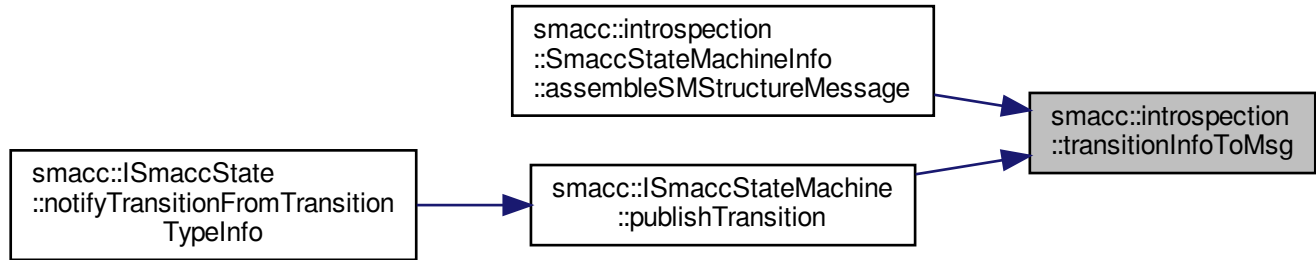 smacc::introspection
::SmaccStateMachineInfo
::assembleSMStructureMessage
smacc::introspection
::transitionInfoToMsg
smacc::ISmaccState
::notifyTransitionFromTransition
TypeInfo
smacc::ISmaccStateMachine
::publishTransition